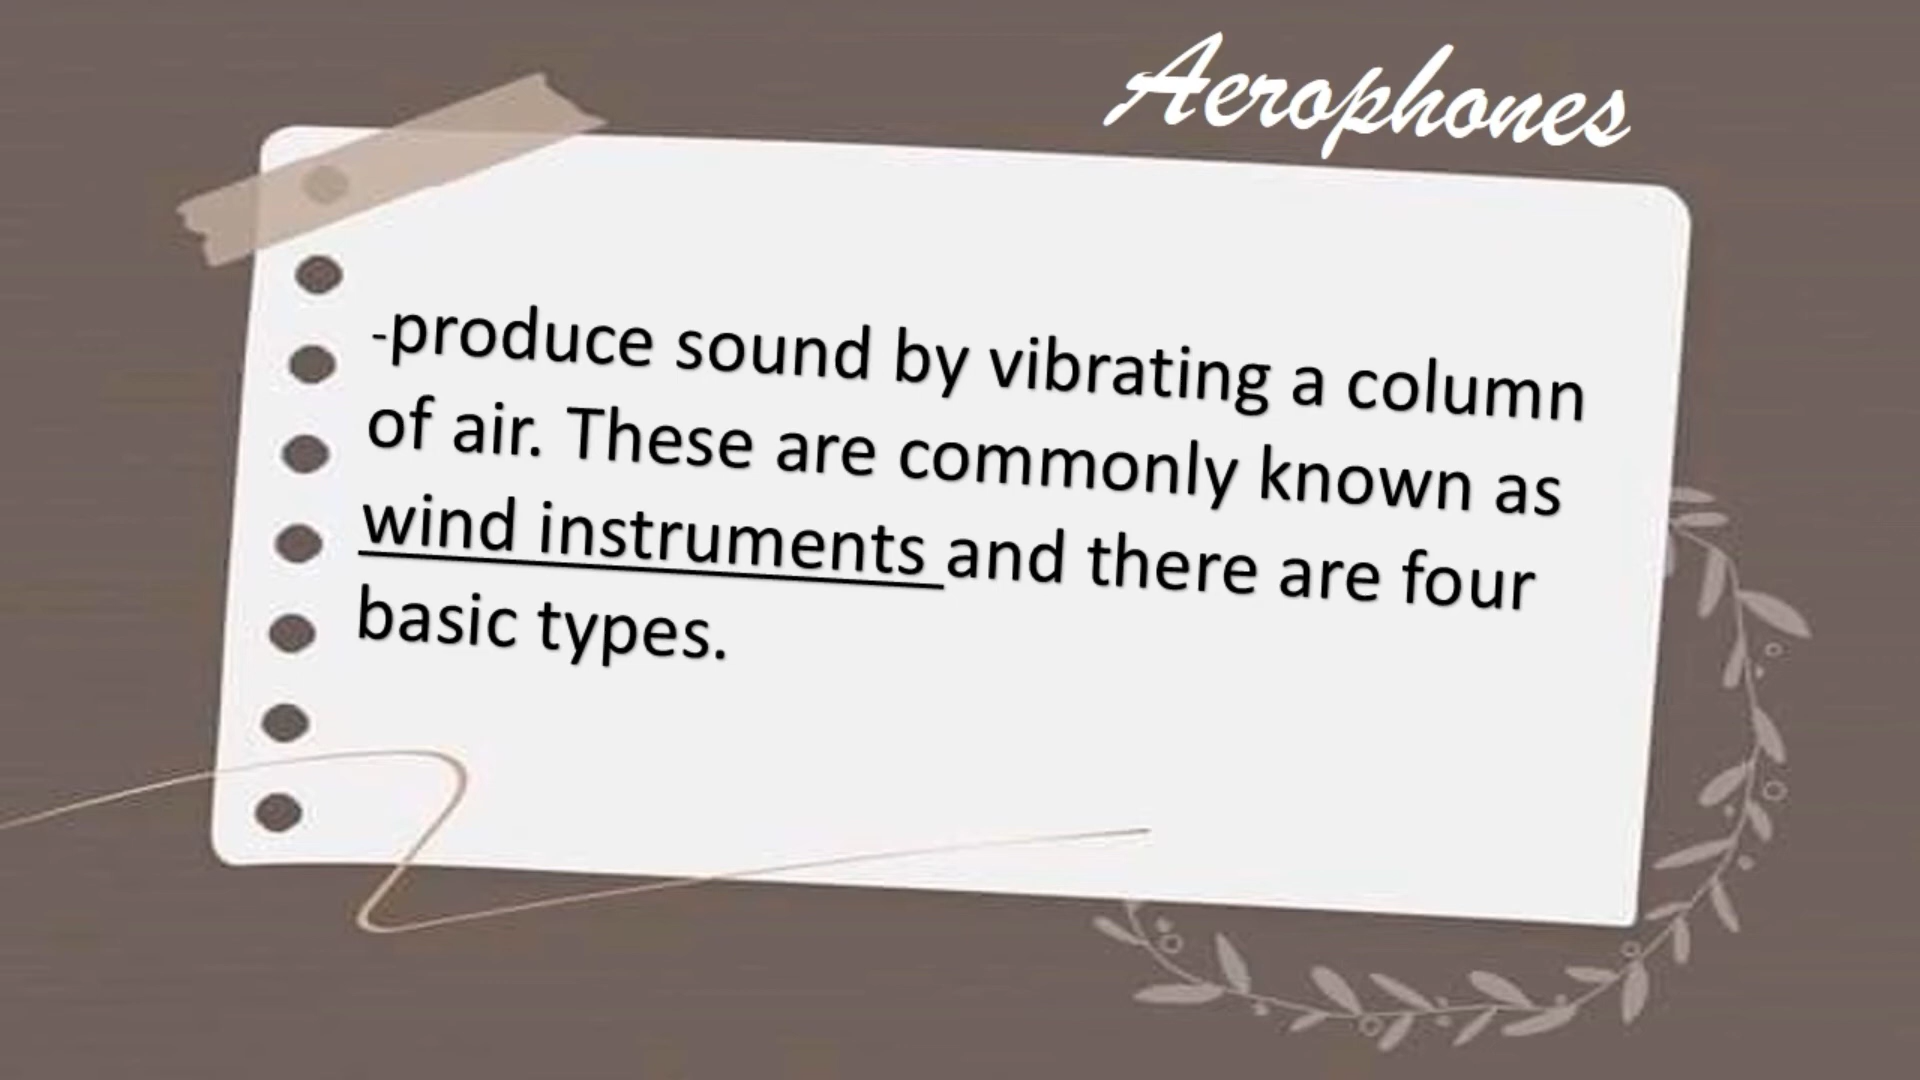 Aerophones
-produce sound by vibrating a column
of air. These are commonly known as
wind instruments and there are four
basic types.